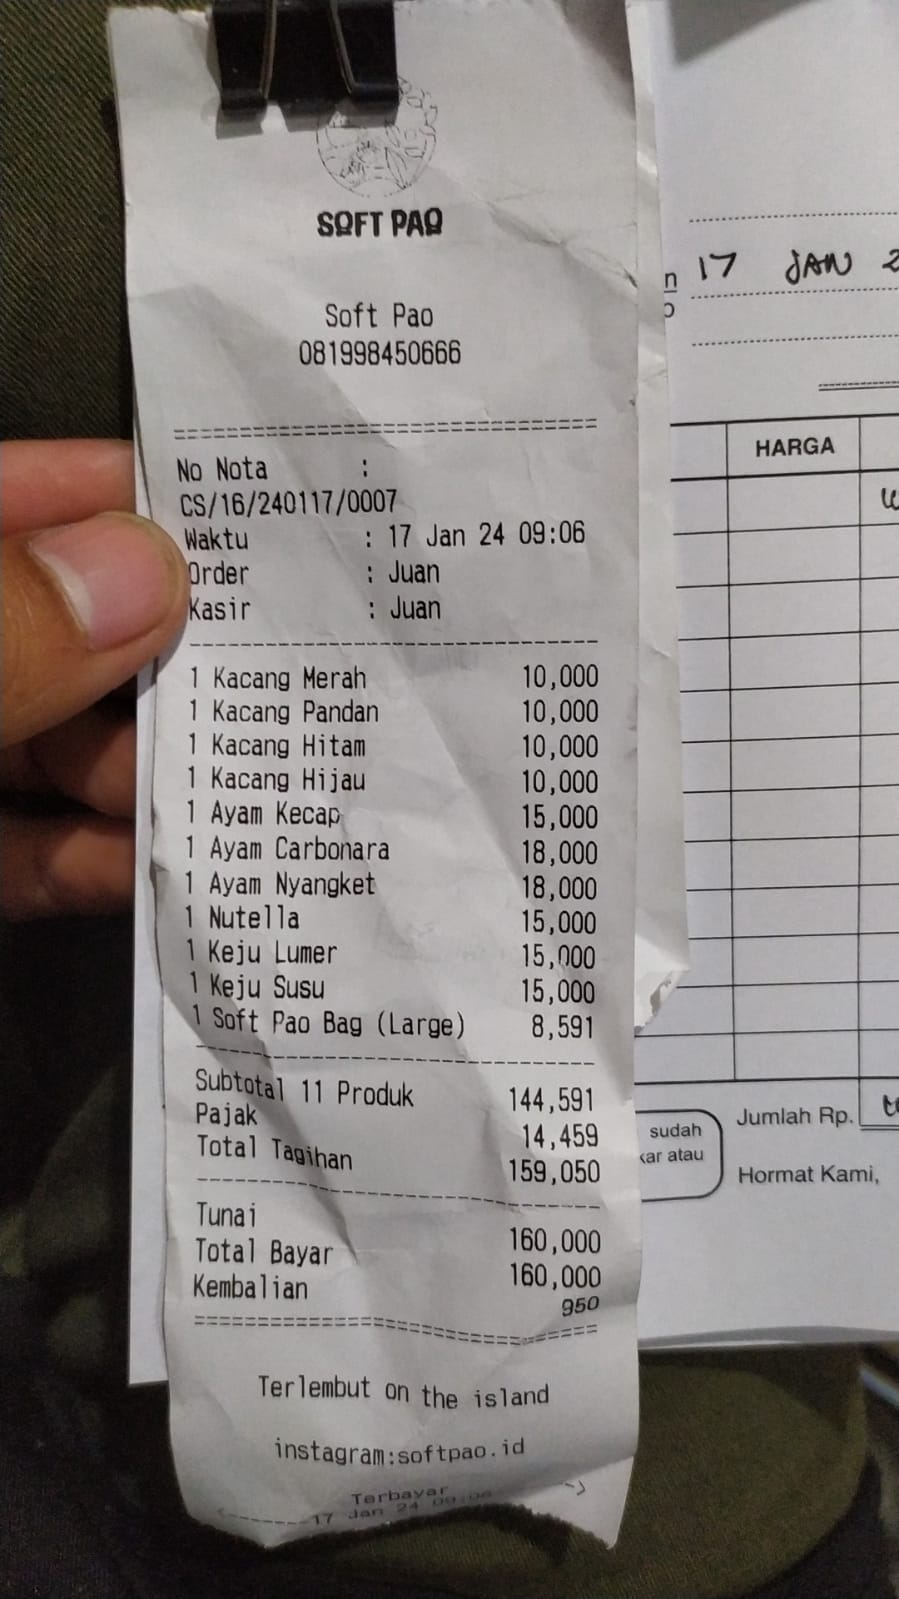 SOFT PAO
Soft Pao
081998450666
================================
No Nota :
CS/16/240117/0007
Waktu : 17 Jan 24 09:06
Order : Juan
Kasir : Juan
--------------------------------
1 Kacang Merah 10,000
1 Kacang Pandan 10,000
1 Kacang Hitam 10,000
1 Kacang Hijau 10,000
1 Ayam Kecap 15,000
1 Ayam Carbonara 18,000
1 Ayam Nyangket 18,000
1 Nutella 15,000
1 Keju Lumer 15,000
1 Keju Susu 15,000
1 Soft Pao Bag (Large) 8,591
--------------------------------
Subtotal 11 Produk 144,591
Pajak 14,459
Total Tagihan 159,050
--------------------------------
Tunai 160,000
Total Bayar 160,000
Kembalian 950
================================
Terlembut on the island
instagram:softpao.id
Terbayar
17 Jan 24
17 JAN 2
HARGA
sudah
atau
Jumlah Rp.
Hormat Kami,